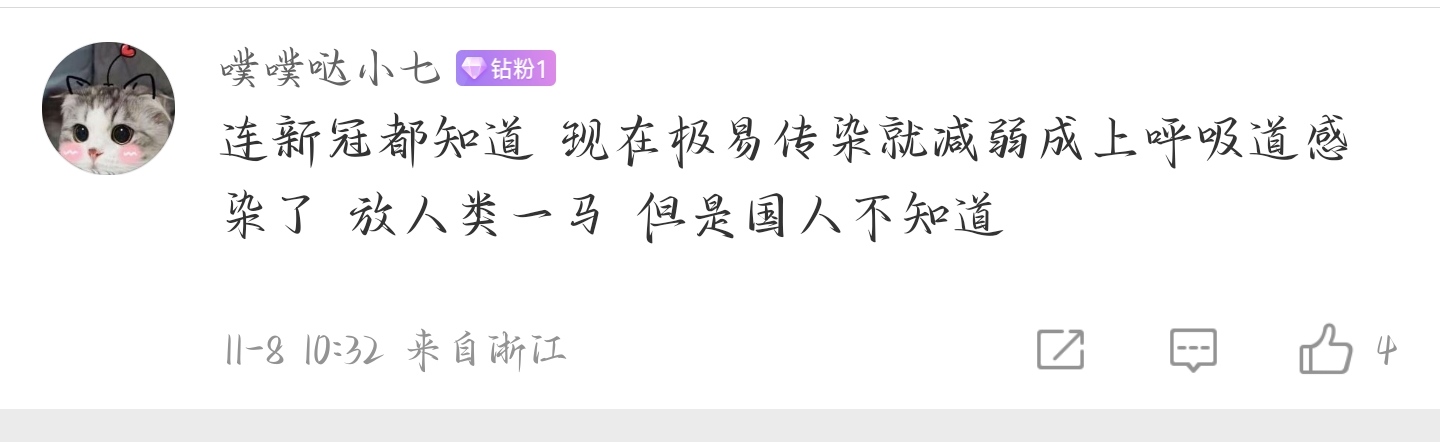 噗噗哒小七 钻粉1
连新冠都知道 现在极易传染就减弱成上呼吸道感
染了 放人类一马 但是国人不知道
11-8 10:32 来自浙江
4